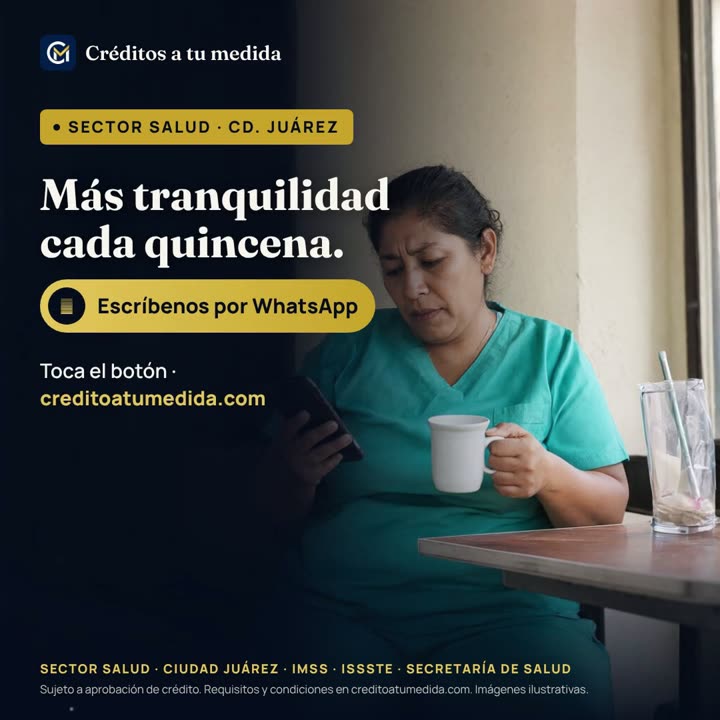 Créditos a tu medida
• SECTOR SALUD · CD. JUÁREZ
Más tranquilidad
cada quincena.
Escríbenos por WhatsApp
Toca el botón ·
creditoatumedida.com
SECTOR SALUD · CIUDAD JUÁREZ · IMSS · ISSSTE · SECRETARÍA DE SALUD
Sujeto a aprobación de crédito. Requisitos y condiciones en creditoatumedida.com. Imágenes ilustrativas.